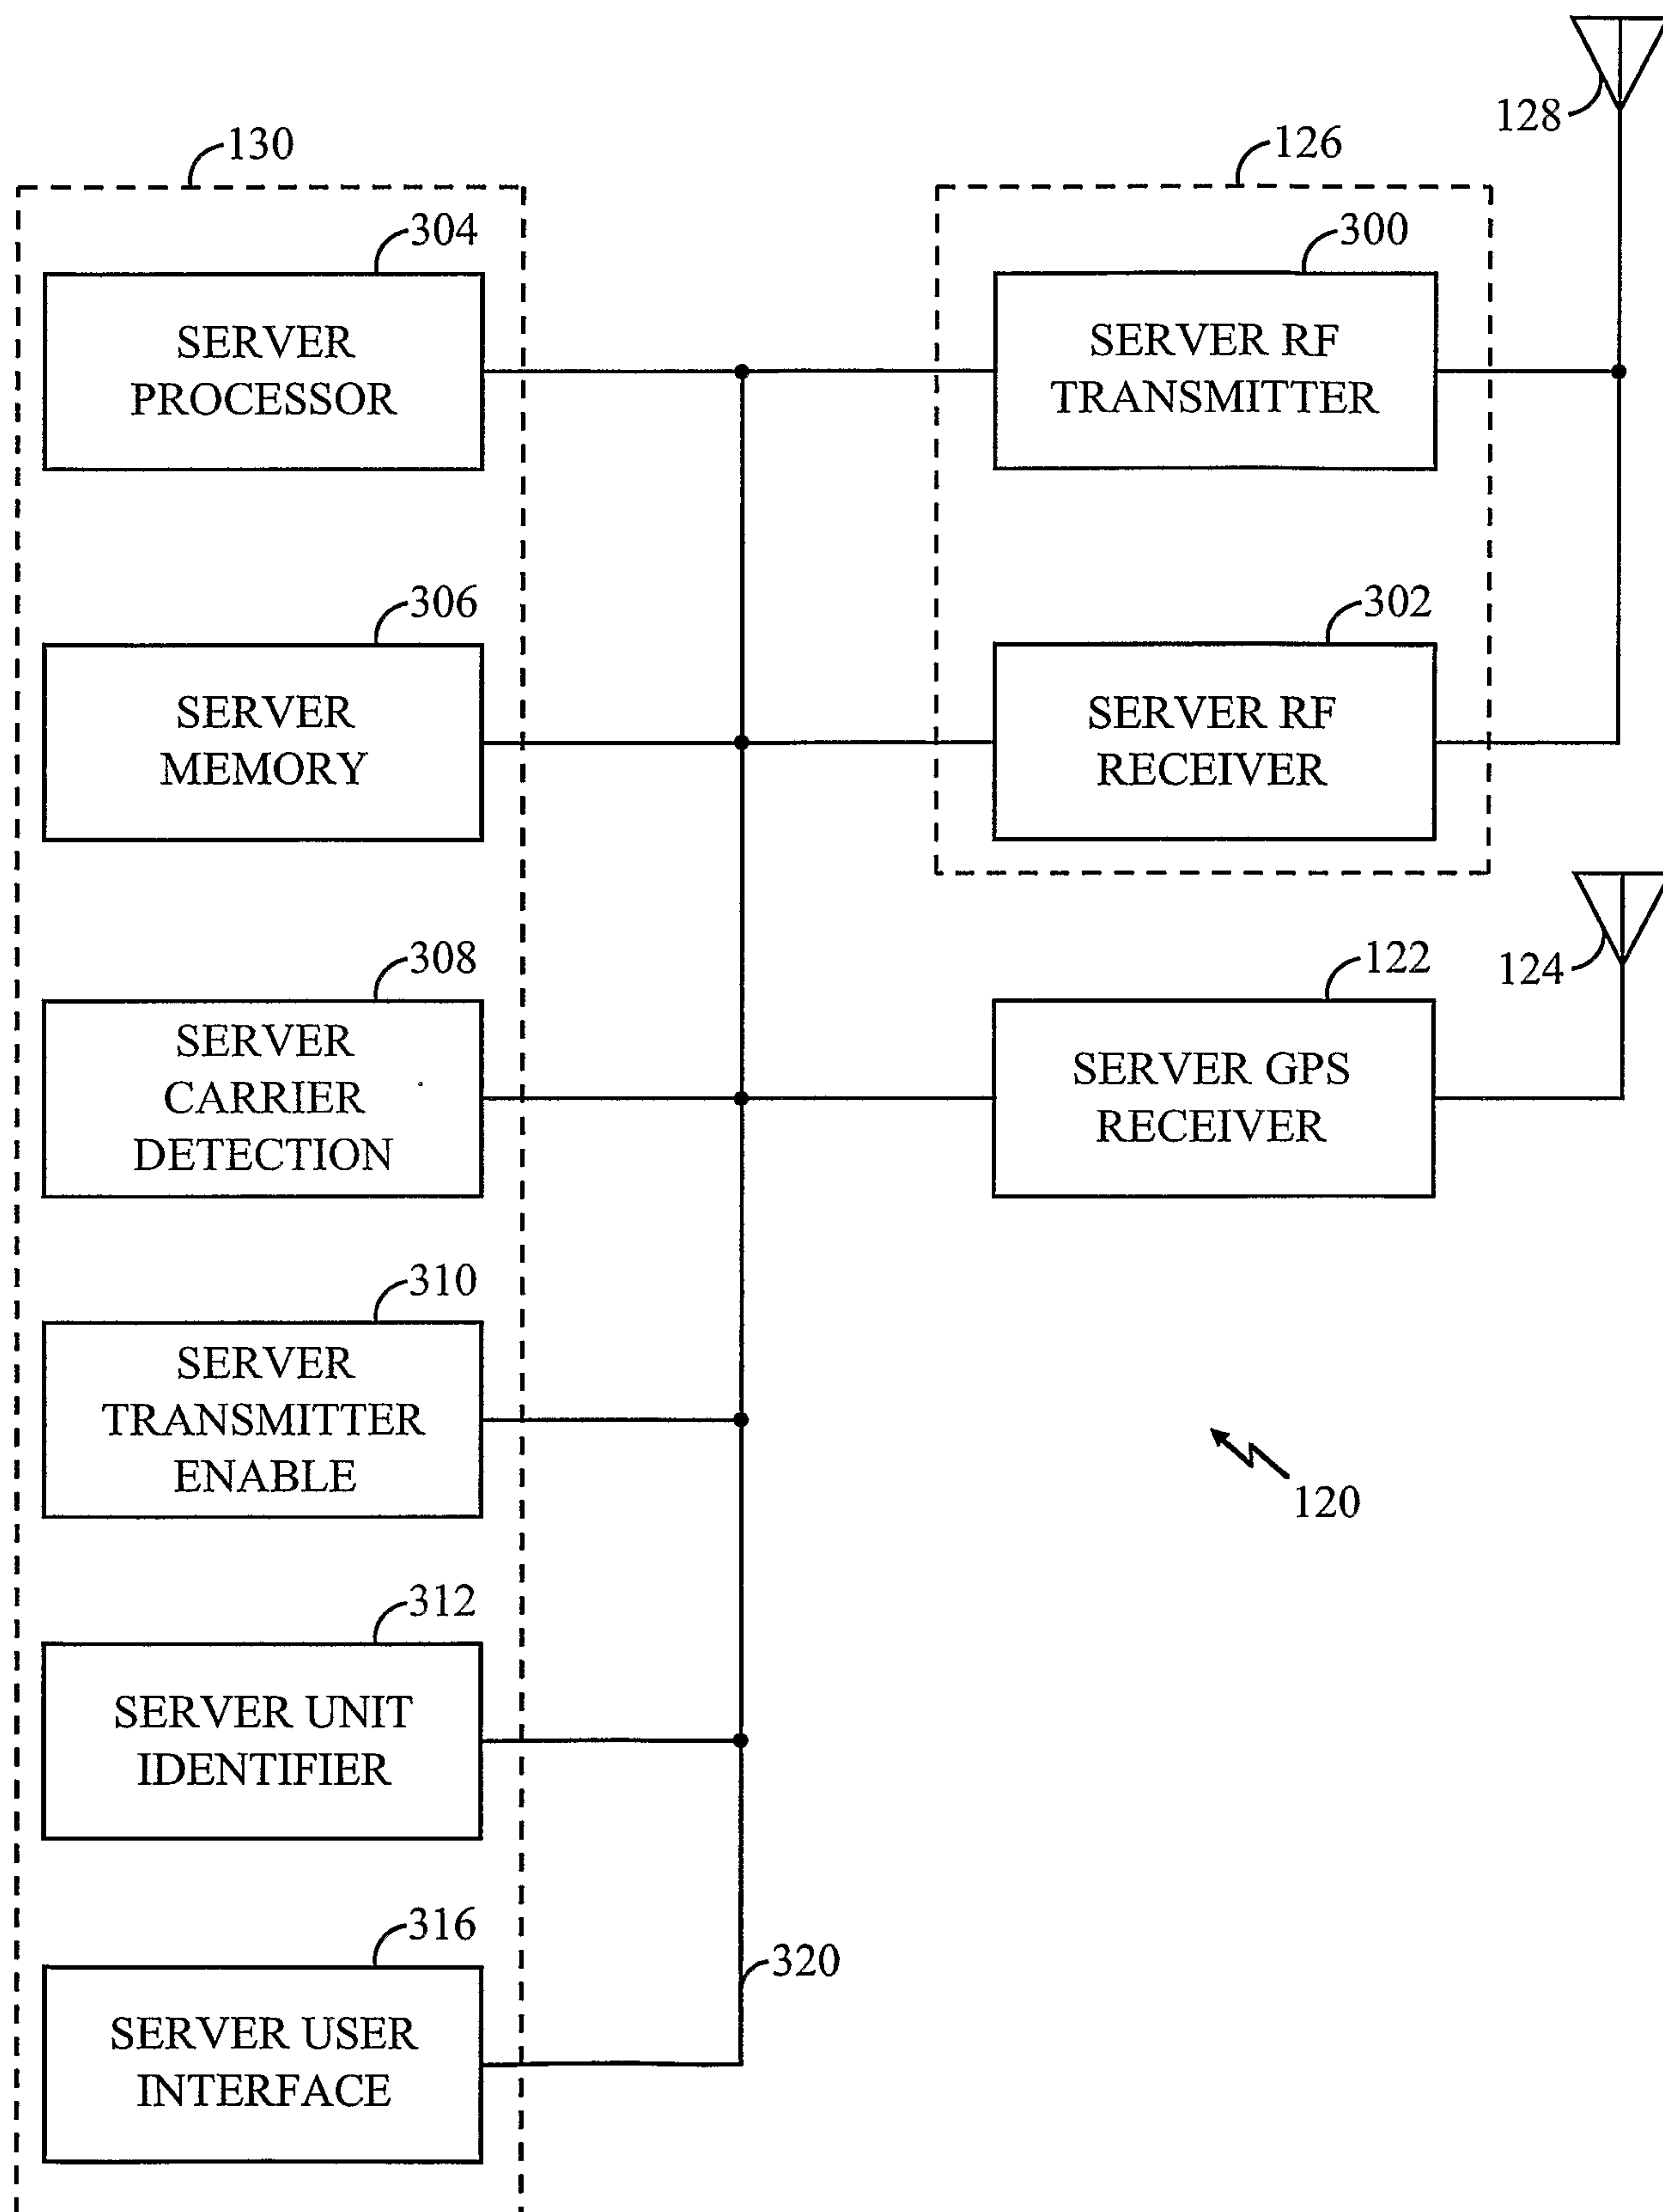 128
130
126
304
300
SERVER
PROCESSOR
SERVER RF
TRANSMITTER
306
302
SERVER
MEMORY
SERVER RF
RECEIVER
308
122
124
SERVER
CARRIER
DETECTION
SERVER GPS
RECEIVER
310
SERVER
TRANSMITTER
ENABLE
120
312
SERVER UNIT
IDENTIFIER
316
320
SERVER USER
INTERFACE